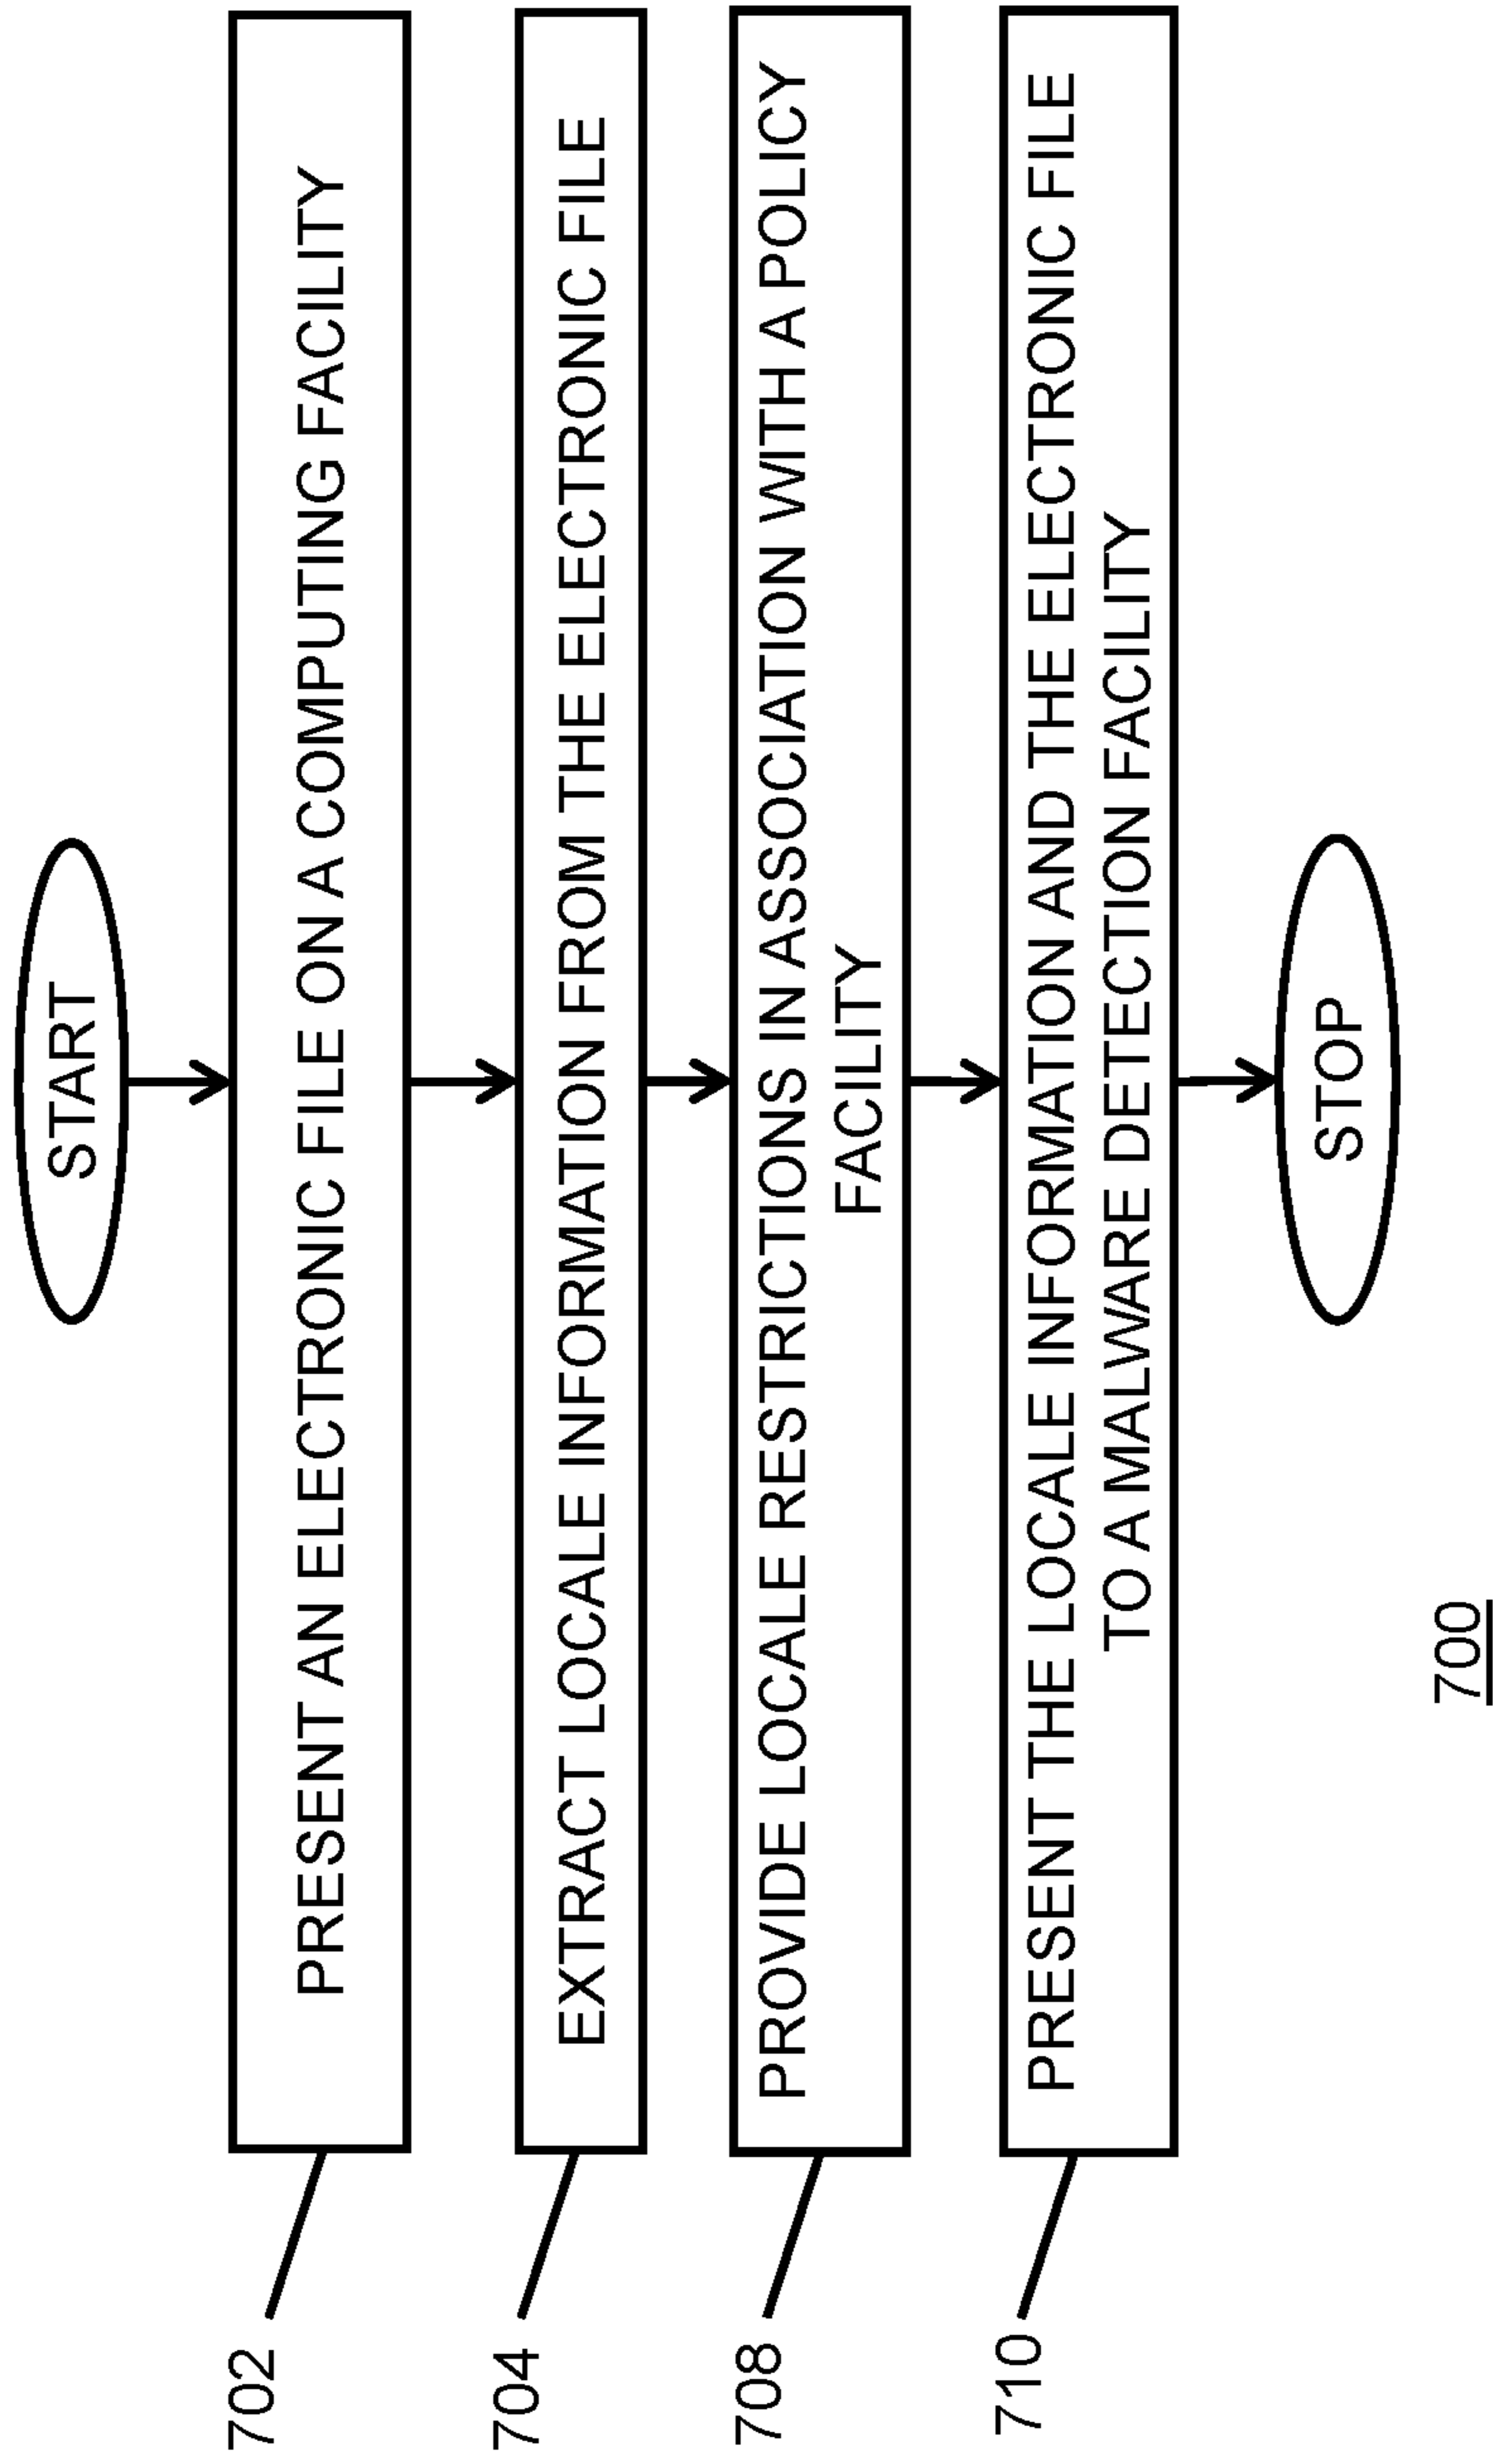 START
702
PRESENT AN ELECTRONIC FILE ON A COMPUTING FACILITY
704
EXTRACT LOCALE INFORMATION FROM THE ELECTRONIC FILE
708
PROVIDE LOCALE RESTRICTIONS IN ASSOCIATION WITH A POLICY
FACILITY
710
PRESENT THE LOCALE INFORMATION AND THE ELECTRONIC FILE
TO A MALWARE DETECTION FACILITY
STOP
700